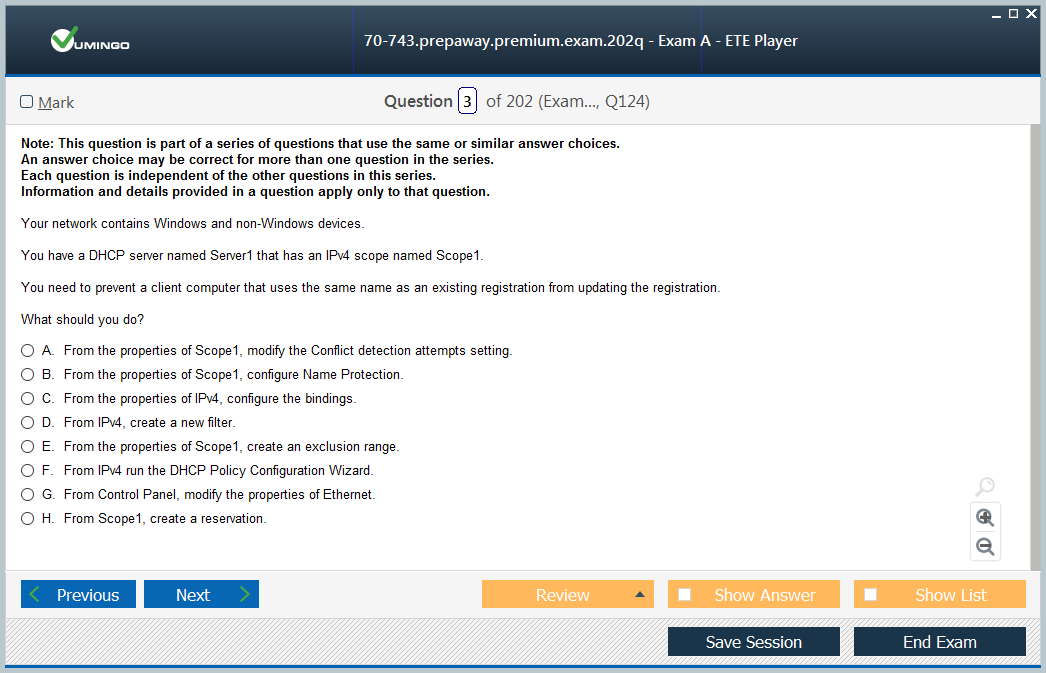 VUMINGO
70-743.prepaway.premium.exam.202q - Exam A - ETE Player
Mark
Question 3 of 202 (Exam..., Q124)
Note: This question is part of a series of questions that use the same or similar answer choices.
An answer choice may be correct for more than one question in the series.
Each question is independent of the other questions in this series.
Information and details provided in a question apply only to that question.
Your network contains Windows and non-Windows devices.
You have a DHCP server named Server1 that has an IPv4 scope named Scope1.
You need to prevent a client computer that uses the same name as an existing registration from updating the registration.
What should you do?
A. From the properties of Scope1, modify the Conflict detection attempts setting.
B. From the properties of Scope1, configure Name Protection.
C. From the properties of IPv4, configure the bindings.
D. From IPv4, create a new filter.
E. From the properties of Scope1, create an exclusion range.
F. From IPv4 run the DHCP Policy Configuration Wizard.
G. From Control Panel, modify the properties of Ethernet.
H. From Scope1, create a reservation.
Previous Next Review Show Answer Show List
Save Session End Exam